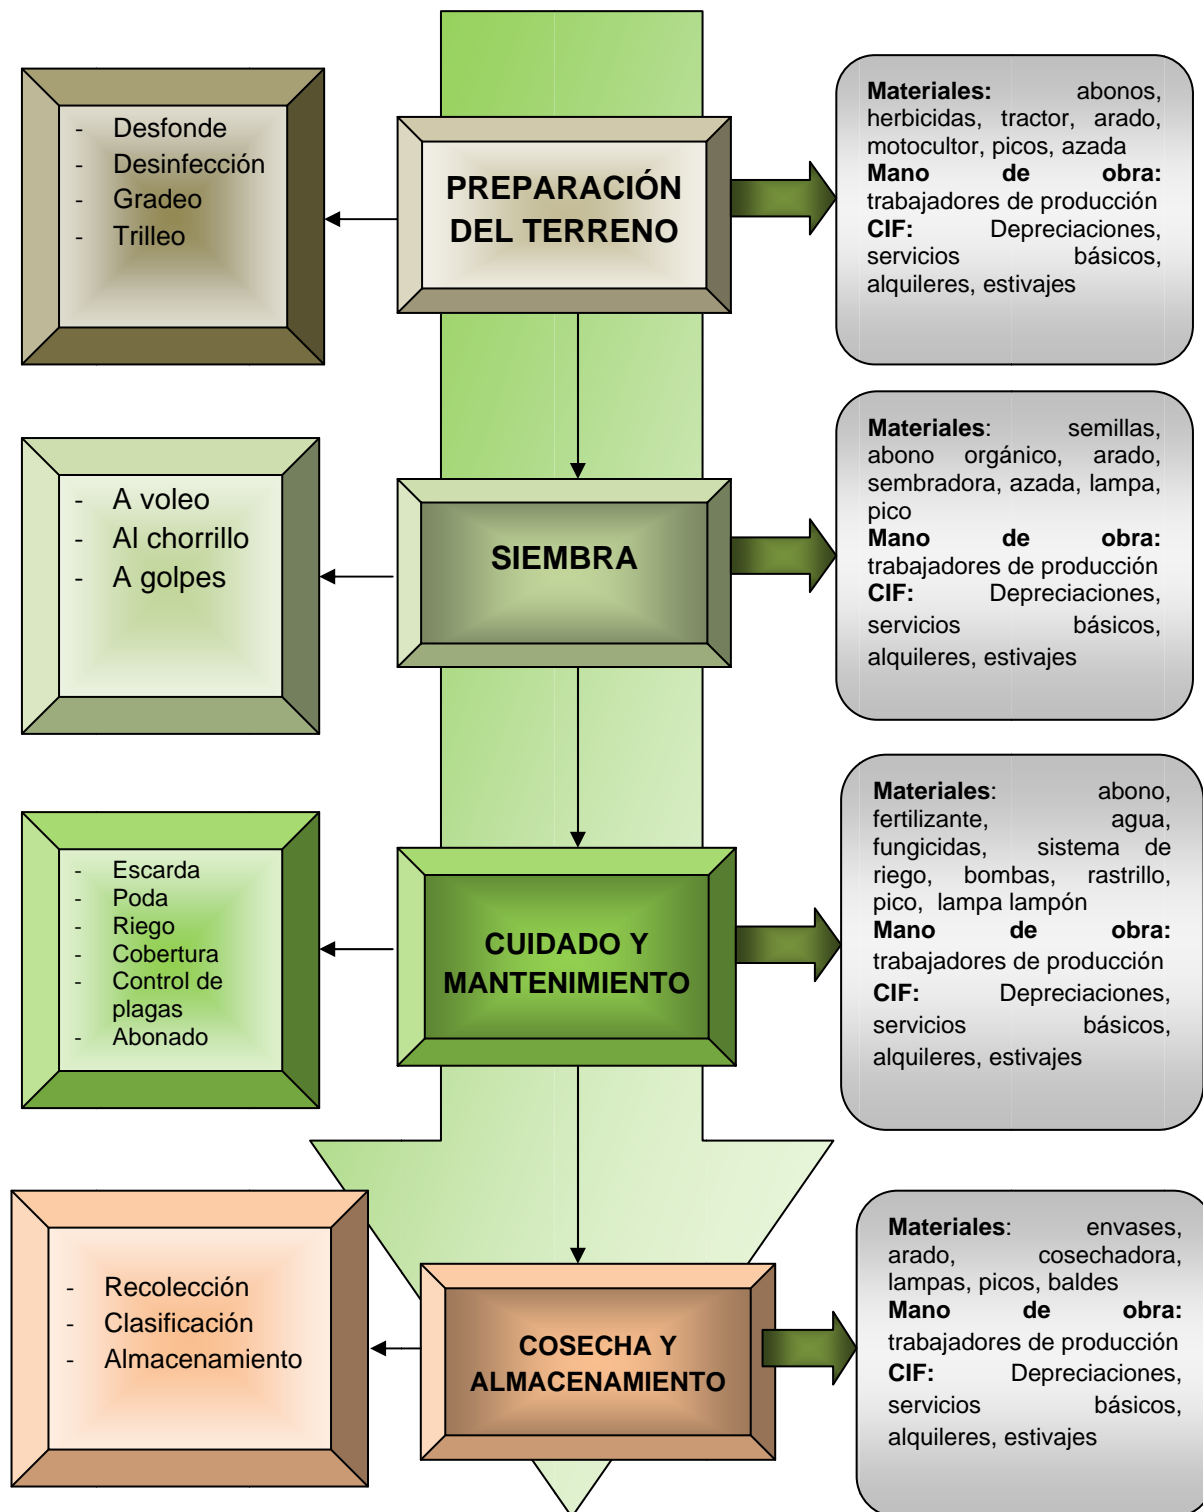 - Desfonde
- Desinfección
- Gradeo
- Trilleo
PREPARACIÓN
DEL TERRENO
Materiales: abonos,
herbicidas, tractor, arado,
motocultor, picos, azada
Mano de obra:
trabajadores de producción
CIF: Depreciaciones,
servicios básicos,
alquileres, estivajes
- A voleo
- Al chorrillo
- A golpes
SIEMBRA
Materiales: semillas,
abono orgánico, arado,
sembradora, azada, lampa,
pico
Mano de obra:
trabajadores de producción
CIF: Depreciaciones,
servicios básicos,
alquileres, estivajes
- Escarda
- Poda
- Riego
- Cobertura
- Control de
plagas
- Abonado
CUIDADO Y
MANTENIMIENTO
Materiales: abono,
fertilizante, agua,
fungicidas, sistema de
riego, bombas, rastrillo,
pico, lampa lampón
Mano de obra:
trabajadores de producción
CIF: Depreciaciones,
servicios básicos,
alquileres, estivajes
- Recolección
- Clasificación
- Almacenamiento
COSECHA Y
ALMACENAMIENTO
Materiales: envases,
arado, cosechadora,
lampas, picos, baldes
Mano de obra:
trabajadores de producción
CIF: Depreciaciones,
servicios básicos,
alquileres, estivajes